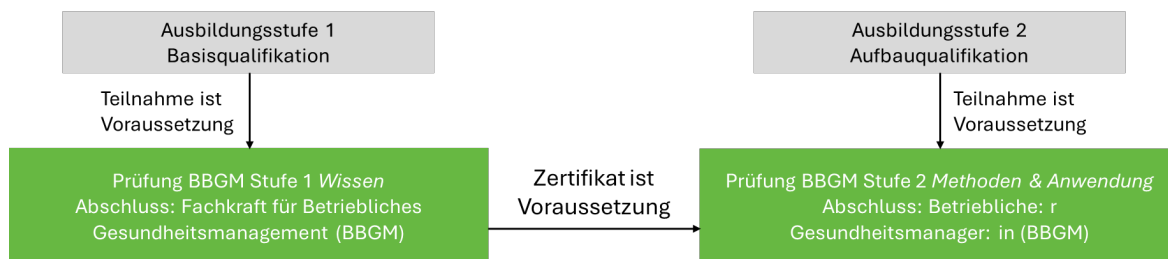 Ausbildungsstufe 1
Basisqualifikation
Ausbildungsstufe 2
Aufbauqualifikation
Teilnahme ist
Voraussetzung
Teilnahme ist
Voraussetzung
Prüfung BBGM Stufe 1 Wissen
Abschluss: Fachkraft für Betriebliches
Gesundheitsmanagement (BBGM)
Zertifikat ist
Voraussetzung
Prüfung BBGM Stufe 2 Methoden & Anwendung
Abschluss: Betriebliche: r
Gesundheitsmanager: in (BBGM)